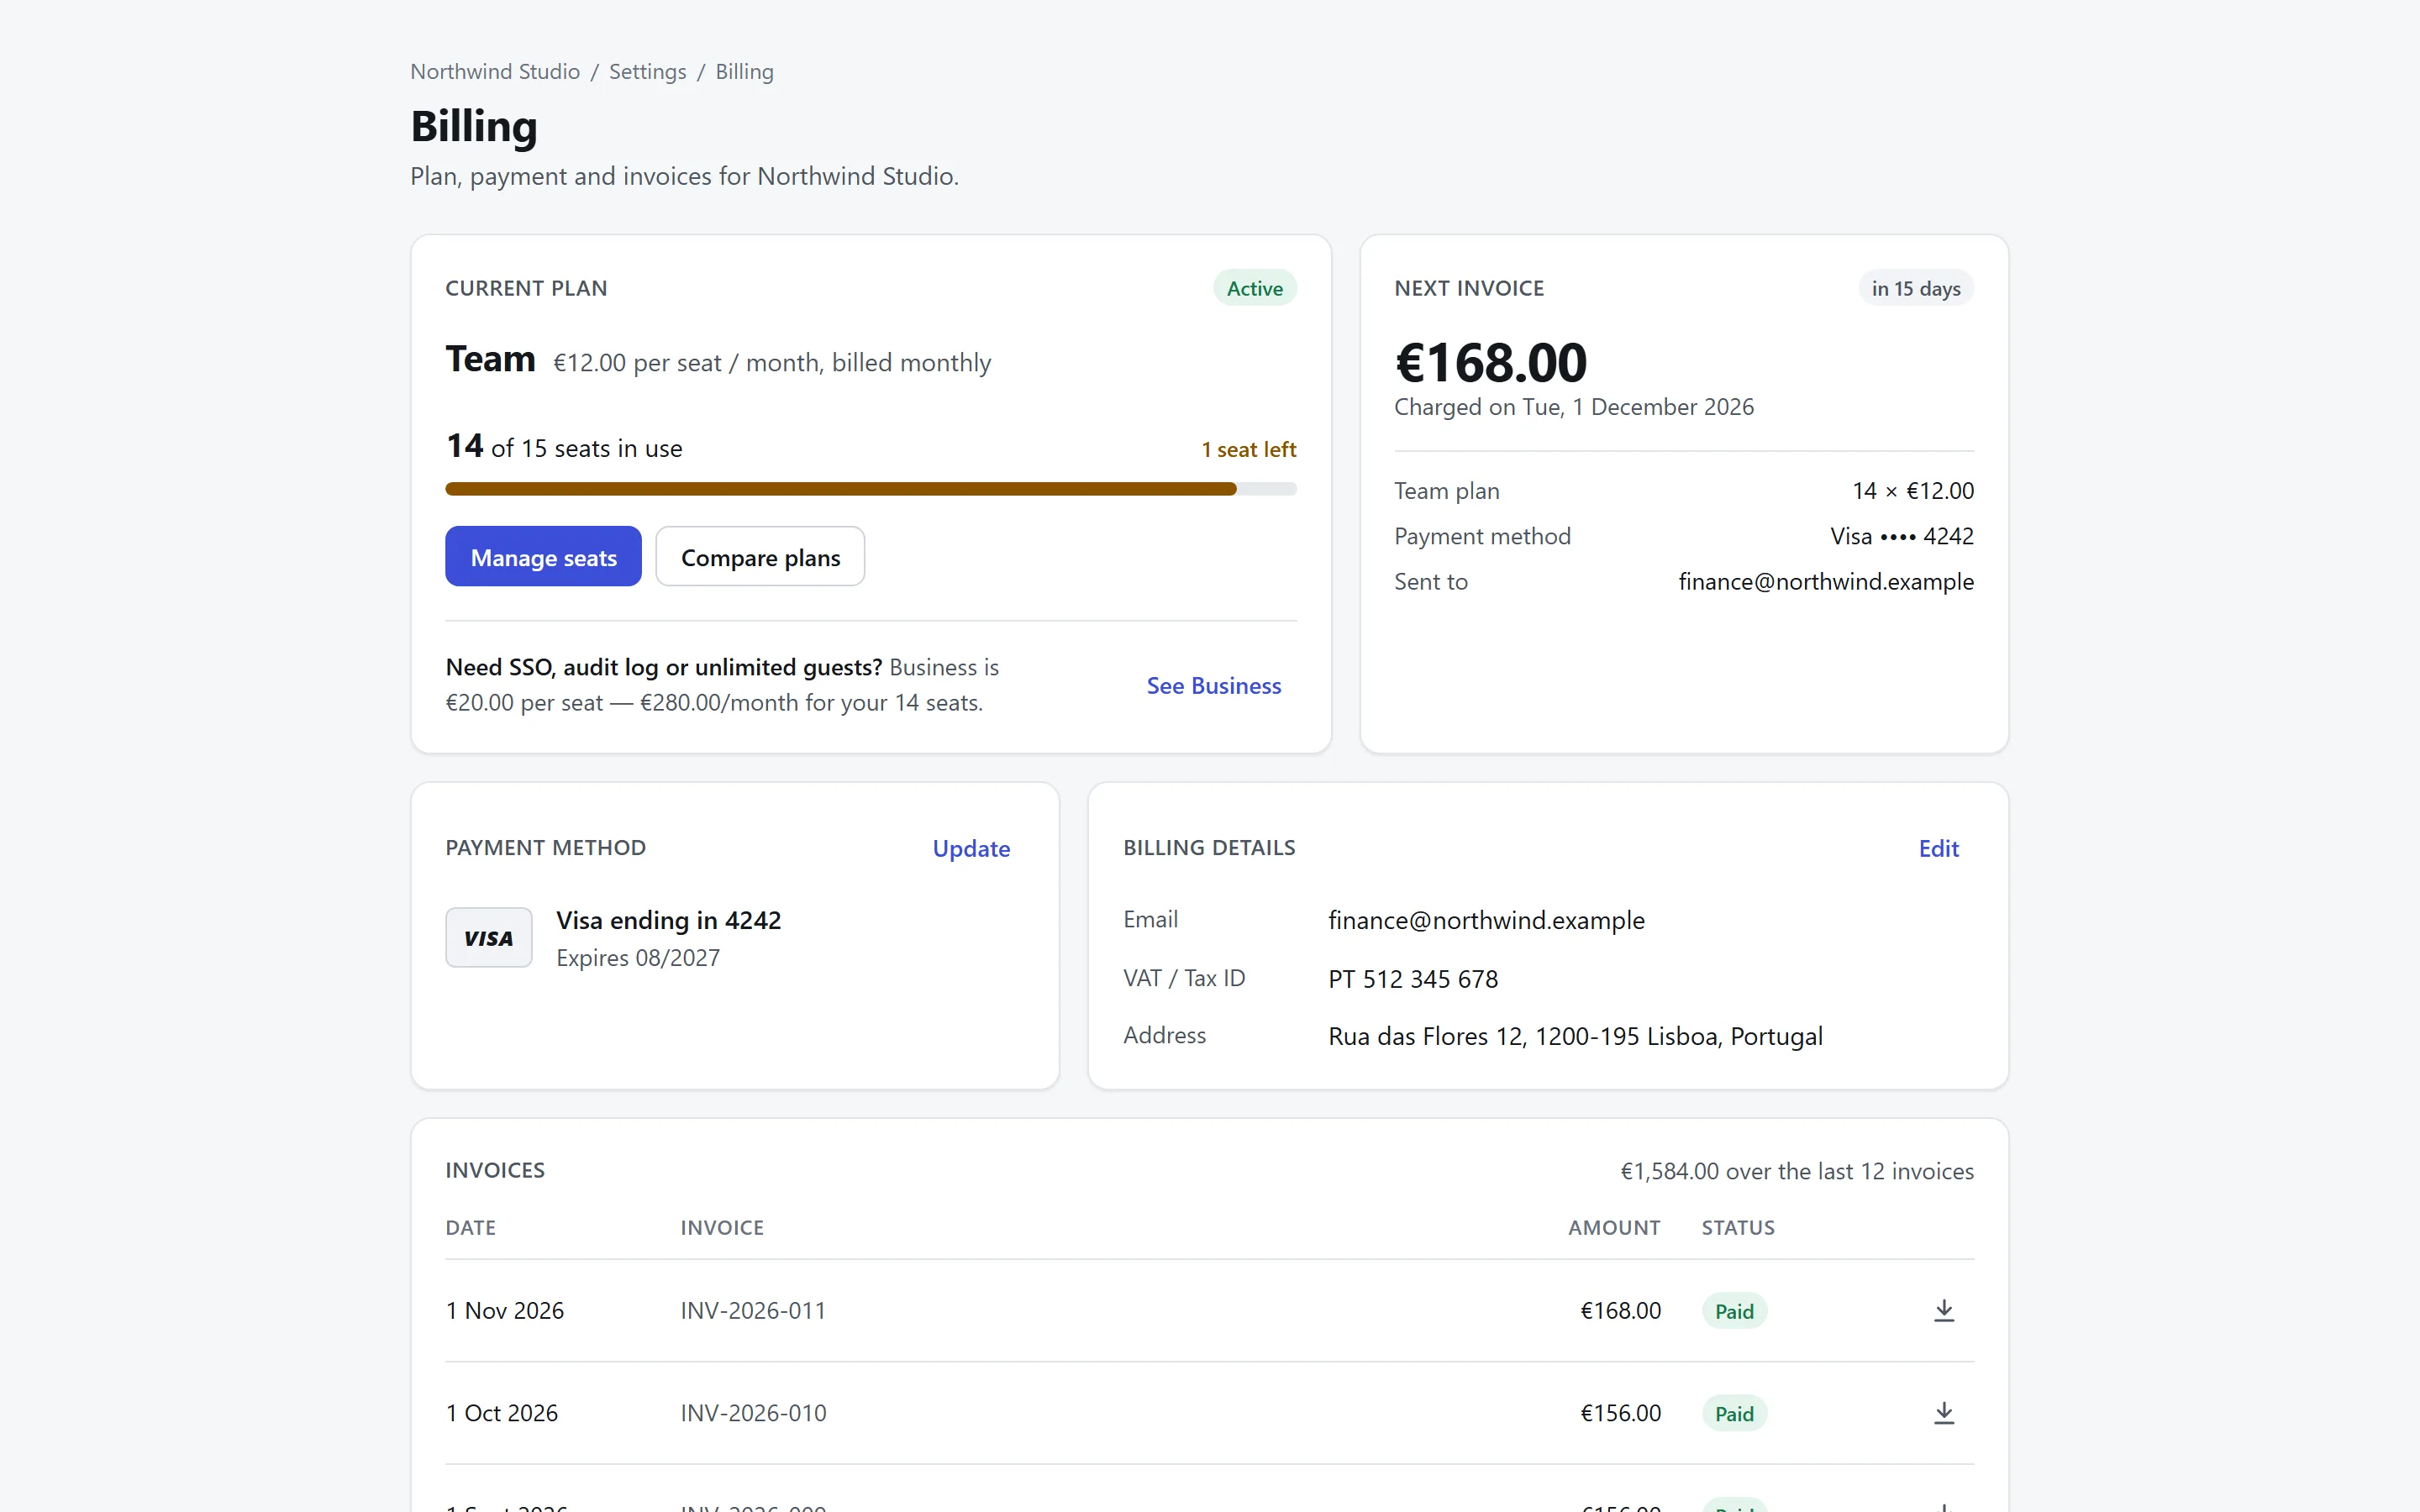 Northwind Studio / Settings / Billing
Billing
Plan, payment and invoices for Northwind Studio.
CURRENT PLAN
Active
Team €12.00 per seat / month, billed monthly
14 of 15 seats in use
1 seat left
Manage seats
Compare plans
Need SSO, audit log or unlimited guests? Business is
€20.00 per seat — €280.00/month for your 14 seats.
See Business
NEXT INVOICE
in 15 days
€168.00
Charged on Tue, 1 December 2026
Team plan 14 × €12.00
Payment method Visa •••• 4242
Sent to finance@northwind.example
PAYMENT METHOD
Update
VISA
Visa ending in 4242
Expires 08/2027
BILLING DETAILS
Edit
Email finance@northwind.example
VAT / Tax ID PT 512 345 678
Address Rua das Flores 12, 1200-195 Lisboa, Portugal
INVOICES
€1,584.00 over the last 12 invoices
DATE INVOICE AMOUNT STATUS
1 Nov 2026 INV-2026-011 €168.00 Paid
1 Oct 2026 INV-2026-010 €156.00 Paid